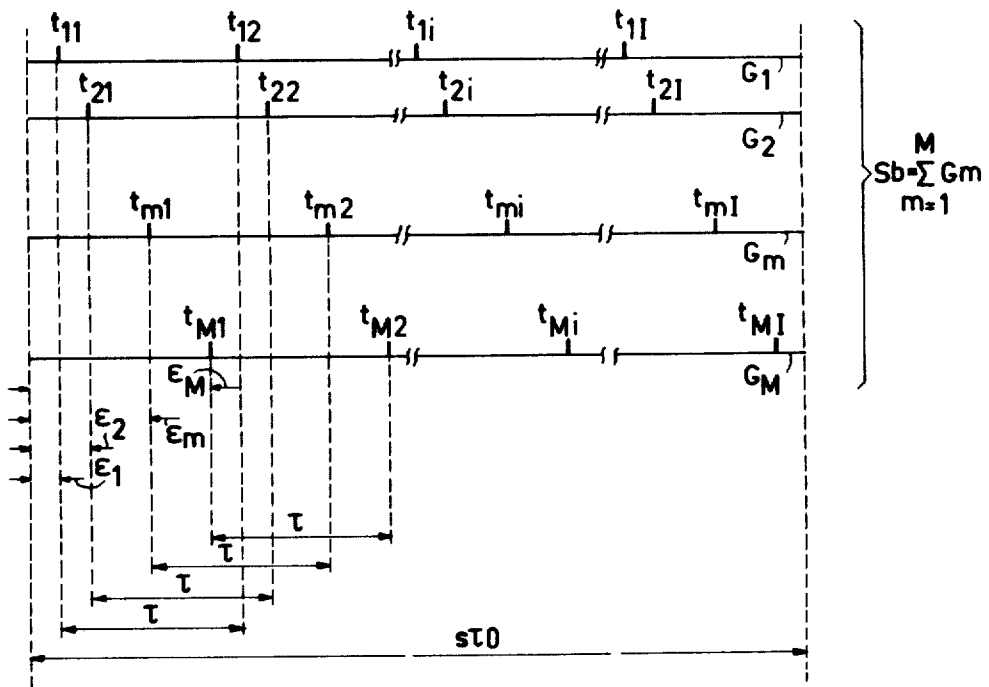 t11 t12 t1i t1I
G1
t21 t22 t2i t2I
G2
M
Sb=∑ Gm
m=1
tm1 tm2 tmi tmI
Gm
tM1 tM2 tMi tMI
GM
εM
εm
ε2
ε1
τ
τ
τ
τ
sτ0